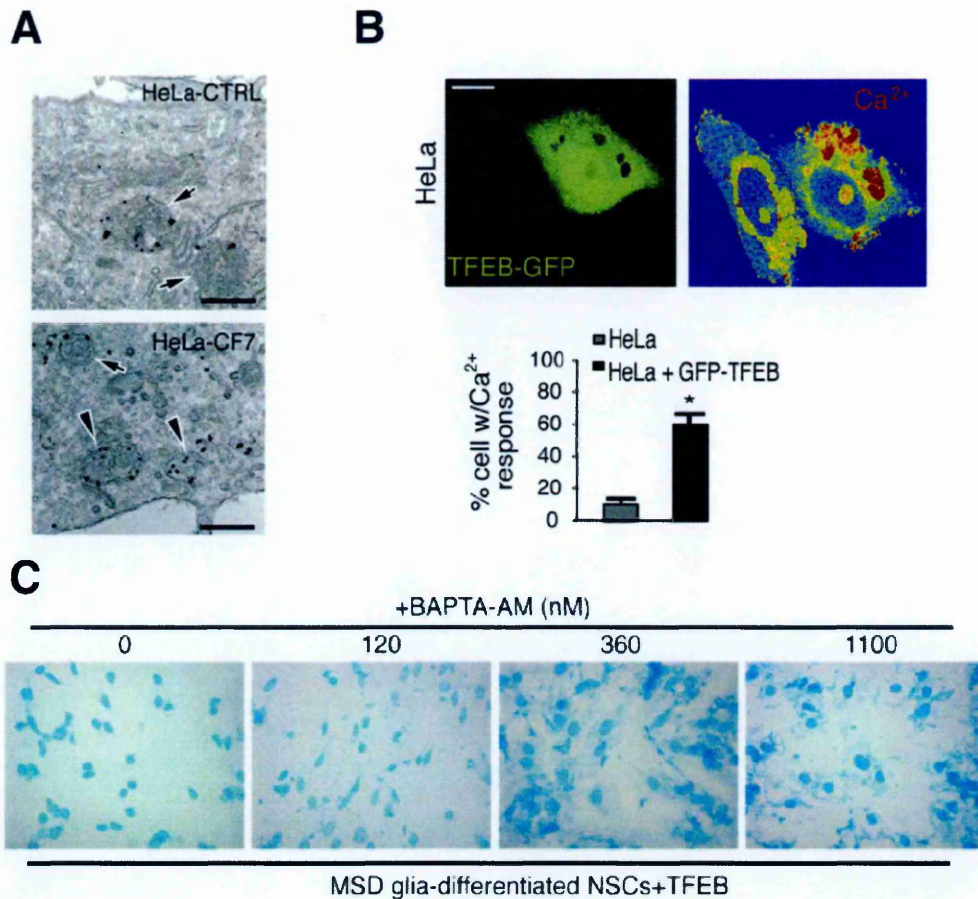 A
HeLa-CTRL
HeLa-CF7
B
HeLa
TFEB-GFP
Ca²⁺
% cell w/Ca²⁺
response
100
80
60
40
20
0
HeLa
HeLa + GFP-TFEB
*
C
+BAPTA-AM (nM)
0 120 360 1100
MSD glia-differentiated NSCs+TFEB